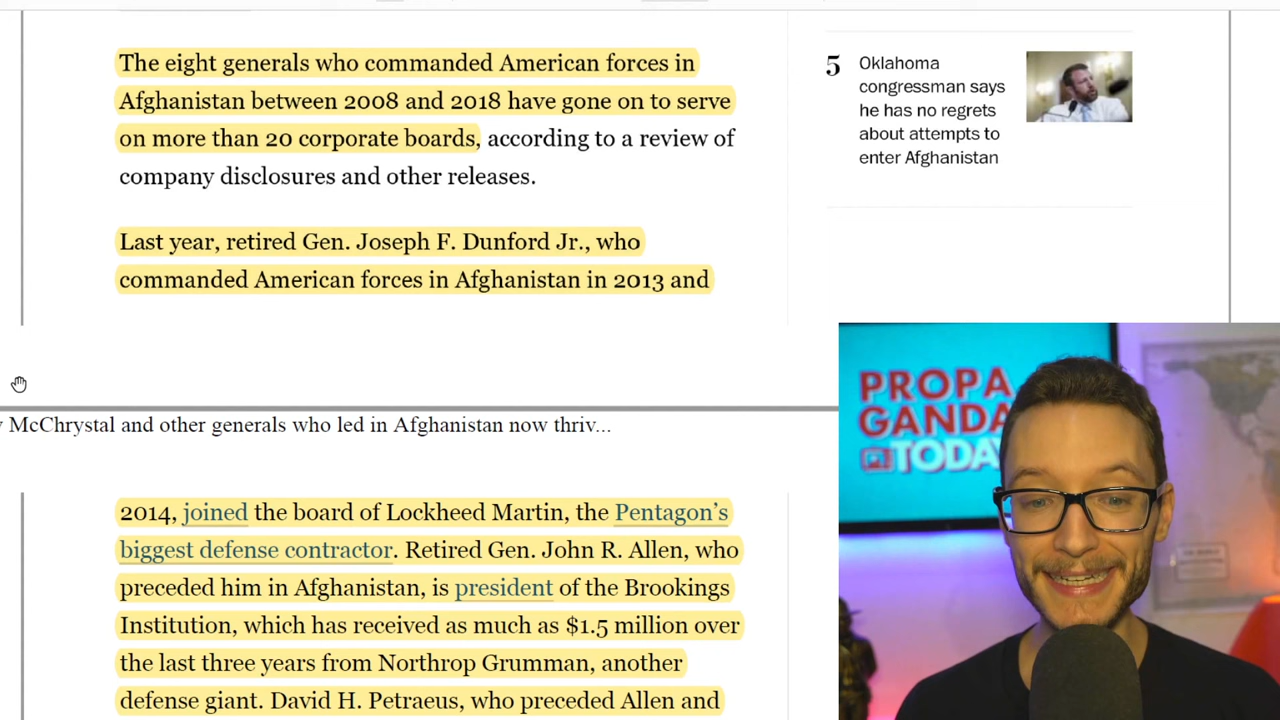 The eight generals who commanded American forces in
Afghanistan between 2008 and 2018 have gone on to serve
on more than 20 corporate boards, according to a review of
company disclosures and other releases.
Last year, retired Gen. Joseph F. Dunford Jr., who
commanded American forces in Afghanistan in 2013 and
5
Oklahoma
congressman says
he has no regrets
about attempts to
enter Afghanistan
McChrystal and other generals who led in Afghanistan now thriv...
2014, joined the board of Lockheed Martin, the Pentagon's
biggest defense contractor. Retired Gen. John R. Allen, who
preceded him in Afghanistan, is president of the Brookings
Institution, which has received as much as $1.5 million over
the last three years from Northrop Grumman, another
defense giant. David H. Petraeus, who preceded Allen and
PROPA
GANDA
TODAY